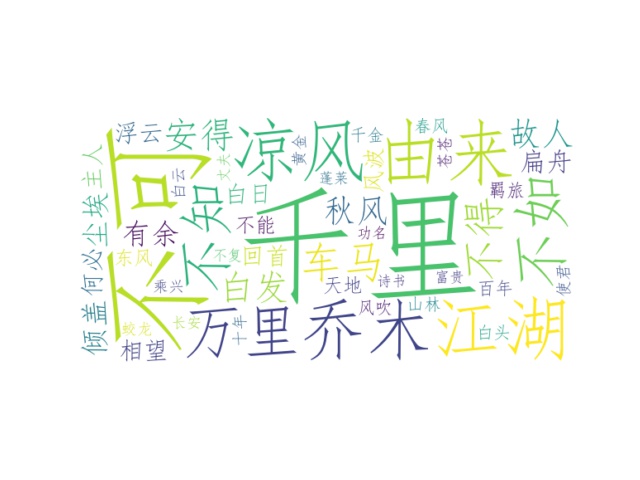 浮云
安得
凉风
千金
黄金
春风
苍苍
由来
故人
扁舟
主人
不可
丈夫
白云
不知
白日
蓬莱
风波
羁旅
尘埃
有余
不能
千里
秋风
功名
不得
不如
何必
东风
不复
回首
车马
天地
诗书
富贵
百年
使君
倾盖
乘兴
白发
风吹
山林
蛟龙
长安
相望
十年
万里
乔木
江湖
白头